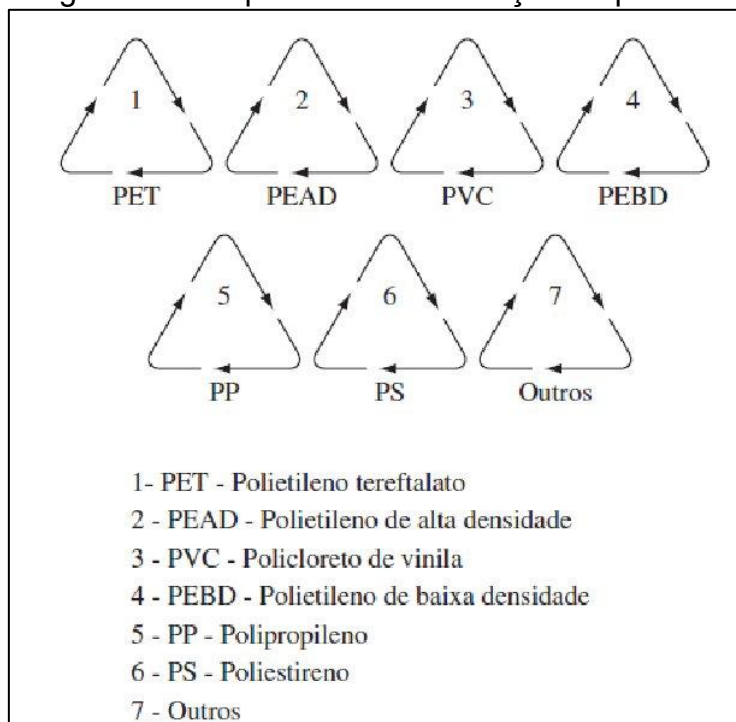 1 2 3 4
PET PEAD PVC PEBD
5 6 7
PP PS Outros
1- PET - Polietileno tereftalato
2 - PEAD - Polietileno de alta densidade
3 - PVC - Policloreto de vinila
4 - PEBD - Polietileno de baixa densidade
5 - PP - Polipropileno
6 - PS - Poliestireno
7 - Outros